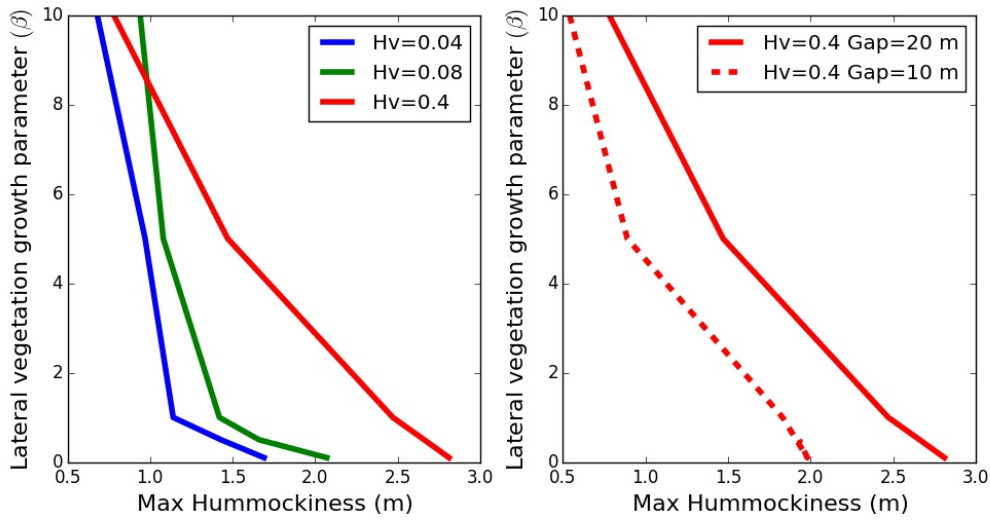 Lateral vegetation growth parameter (β)
10
8
6
4
2
0
Hv=0.04
Hv=0.08
Hv=0.4
0.5 1.0 1.5 2.0 2.5 3.0
Max Hummockiness (m)
Lateral vegetation growth parameter (β)
10
8
6
4
2
0
Hv=0.4 Gap=20 m
Hv=0.4 Gap=10 m
0.5 1.0 1.5 2.0 2.5 3.0
Max Hummockiness (m)